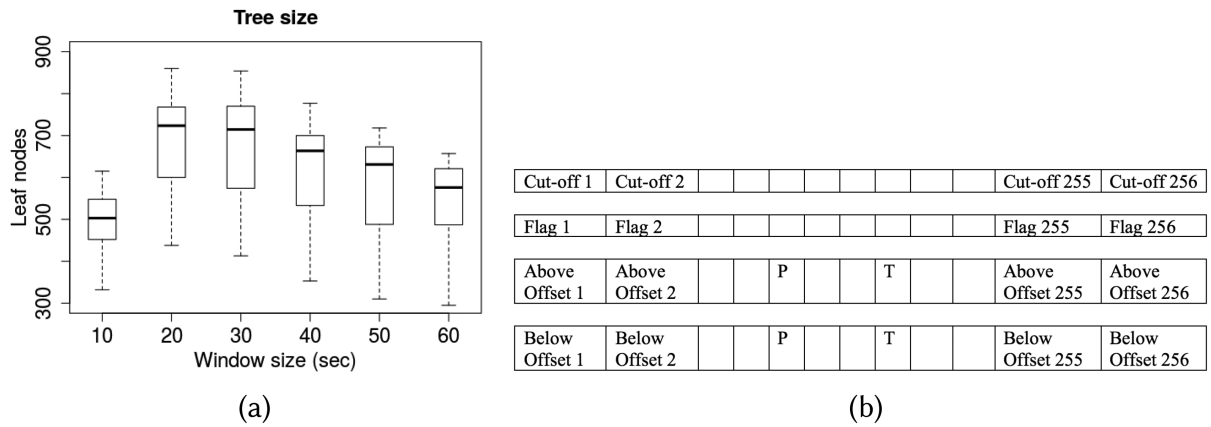 Tree size
900
700
500
300
Leaf nodes
10 20 30 40 50 60
Window size (sec)
(a)
Cut-off 1 Cut-off 2 Cut-off 255 Cut-off 256
Flag 1 Flag 2 Flag 255 Flag 256
Above Above P T Above Above
Offset 1 Offset 2 Offset 255 Offset 256
Below Below P T Below Below
Offset 1 Offset 2 Offset 255 Offset 256
(b)